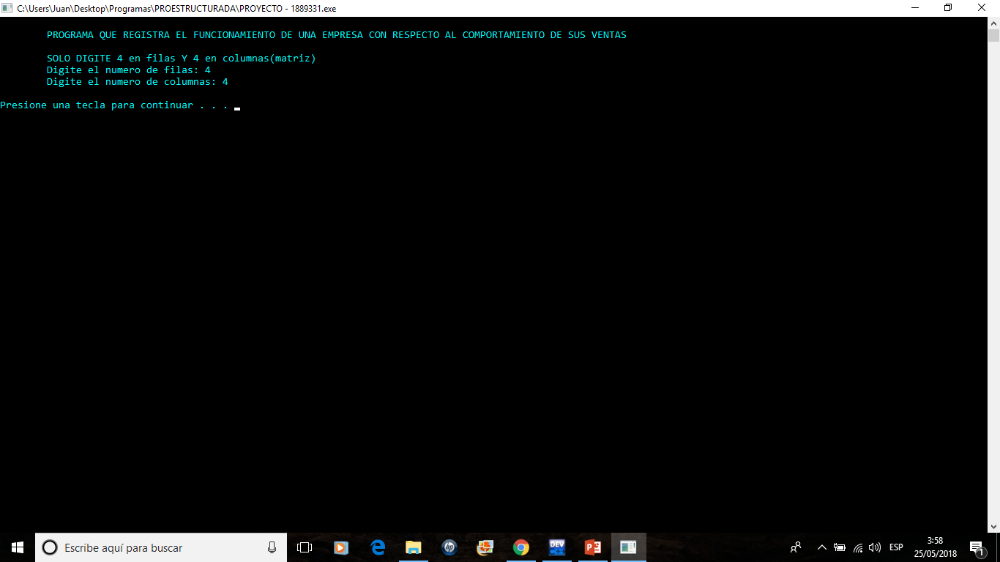 C:\Users\Juan\Desktop\Programas\PROESTRUCTURADA\PROYECTO - 1889331.exe
PROGRAMA QUE REGISTRA EL FUNCIONAMIENTO DE UNA EMPRESA CON RESPECTO AL COMPORTAMIENTO DE SUS VENTAS
SOLO DIGITE 4 en filas Y 4 en columnas(matriz)
Digite el numero de filas: 4
Digite el numero de columnas: 4
Presione una tecla para continuar . . .
Escribe aquí para buscar
hp
DEV
ESP
3:58
25/05/2018
1